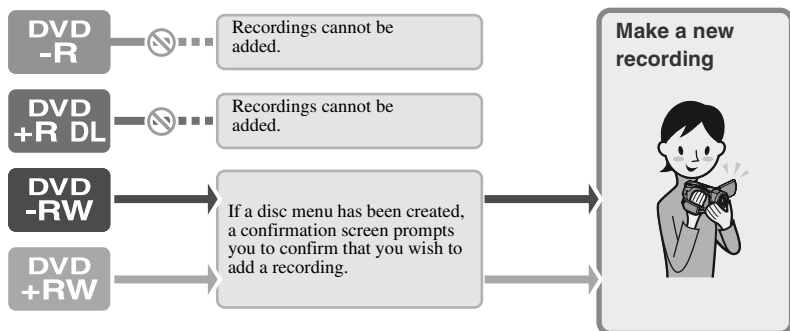 DVD
-R
Recordings cannot be
added.
DVD
+R DL
Recordings cannot be
added.
DVD
-RW
DVD
+RW
If a disc menu has been created,
a confirmation screen prompts
you to confirm that you wish to
add a recording.
Make a new
recording